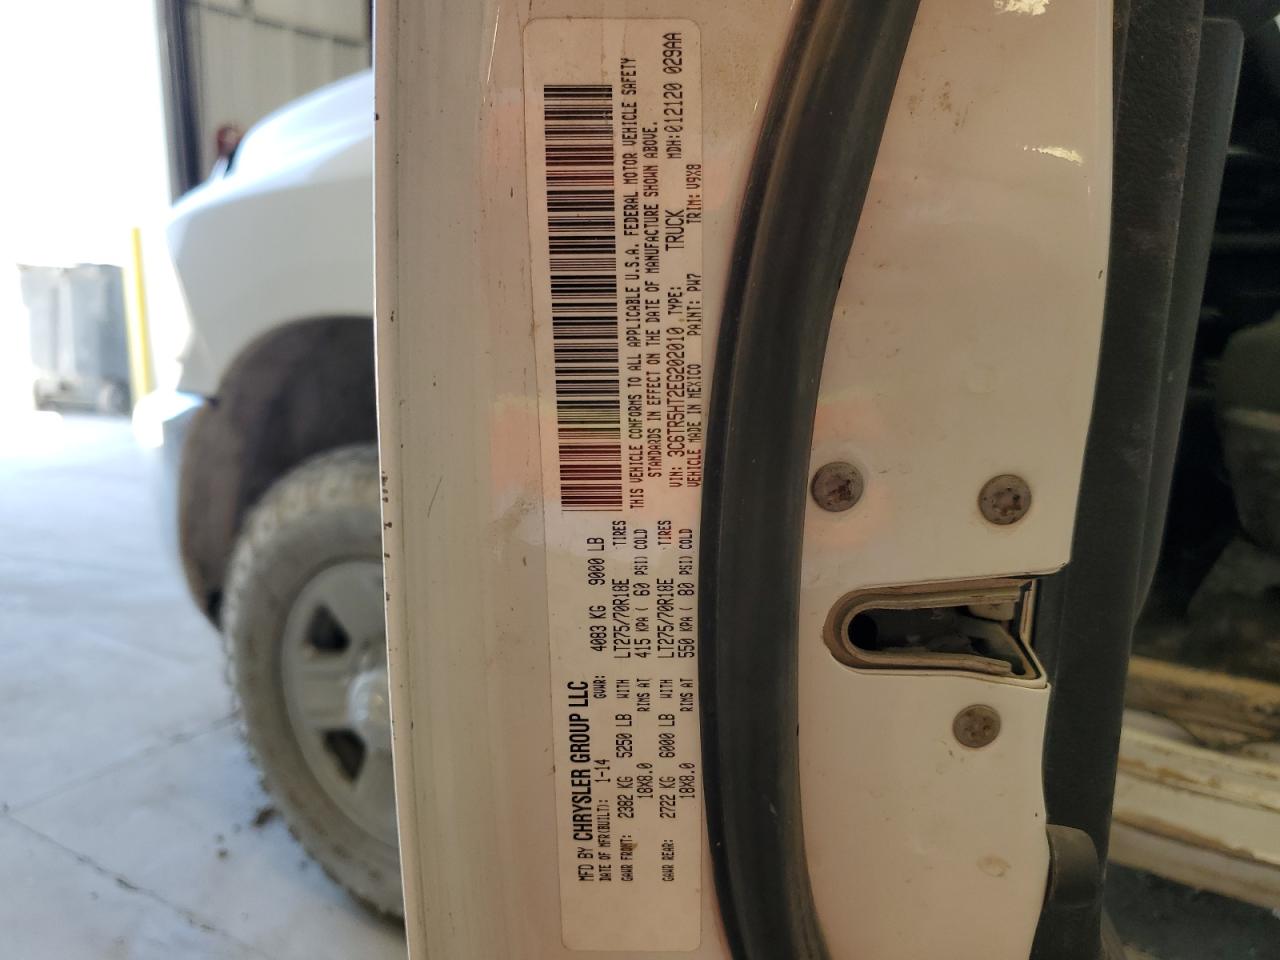 MFD BY CHRYSLER GROUP LLC
DATE OF MFR(BUILT): 1-14 GVWR: 4083 KG 9000 LB
GAWR FRONT: 2382 KG 5250 LB WITH LT275/70R18E TIRES
18X8.0 RIMS AT 415 KPA ( 60 PSI) COLD
GAWR REAR: 2722 KG 6000 LB WITH LT275/70R18E TIRES
18X8.0 RIMS AT 550 KPA ( 80 PSI) COLD
THIS VEHICLE CONFORMS TO ALL APPLICABLE U.S.A. FEDERAL MOTOR VEHICLE SAFETY
STANDARDS IN EFFECT ON THE DATE OF MANUFACTURE SHOWN ABOVE.
VIN: 3C6TR5HT2EG202010 TYPE: TRUCK MDH:012120 029AA
VEHICLE MADE IN MEXICO PAINT: PW7 TRIM: V9X8